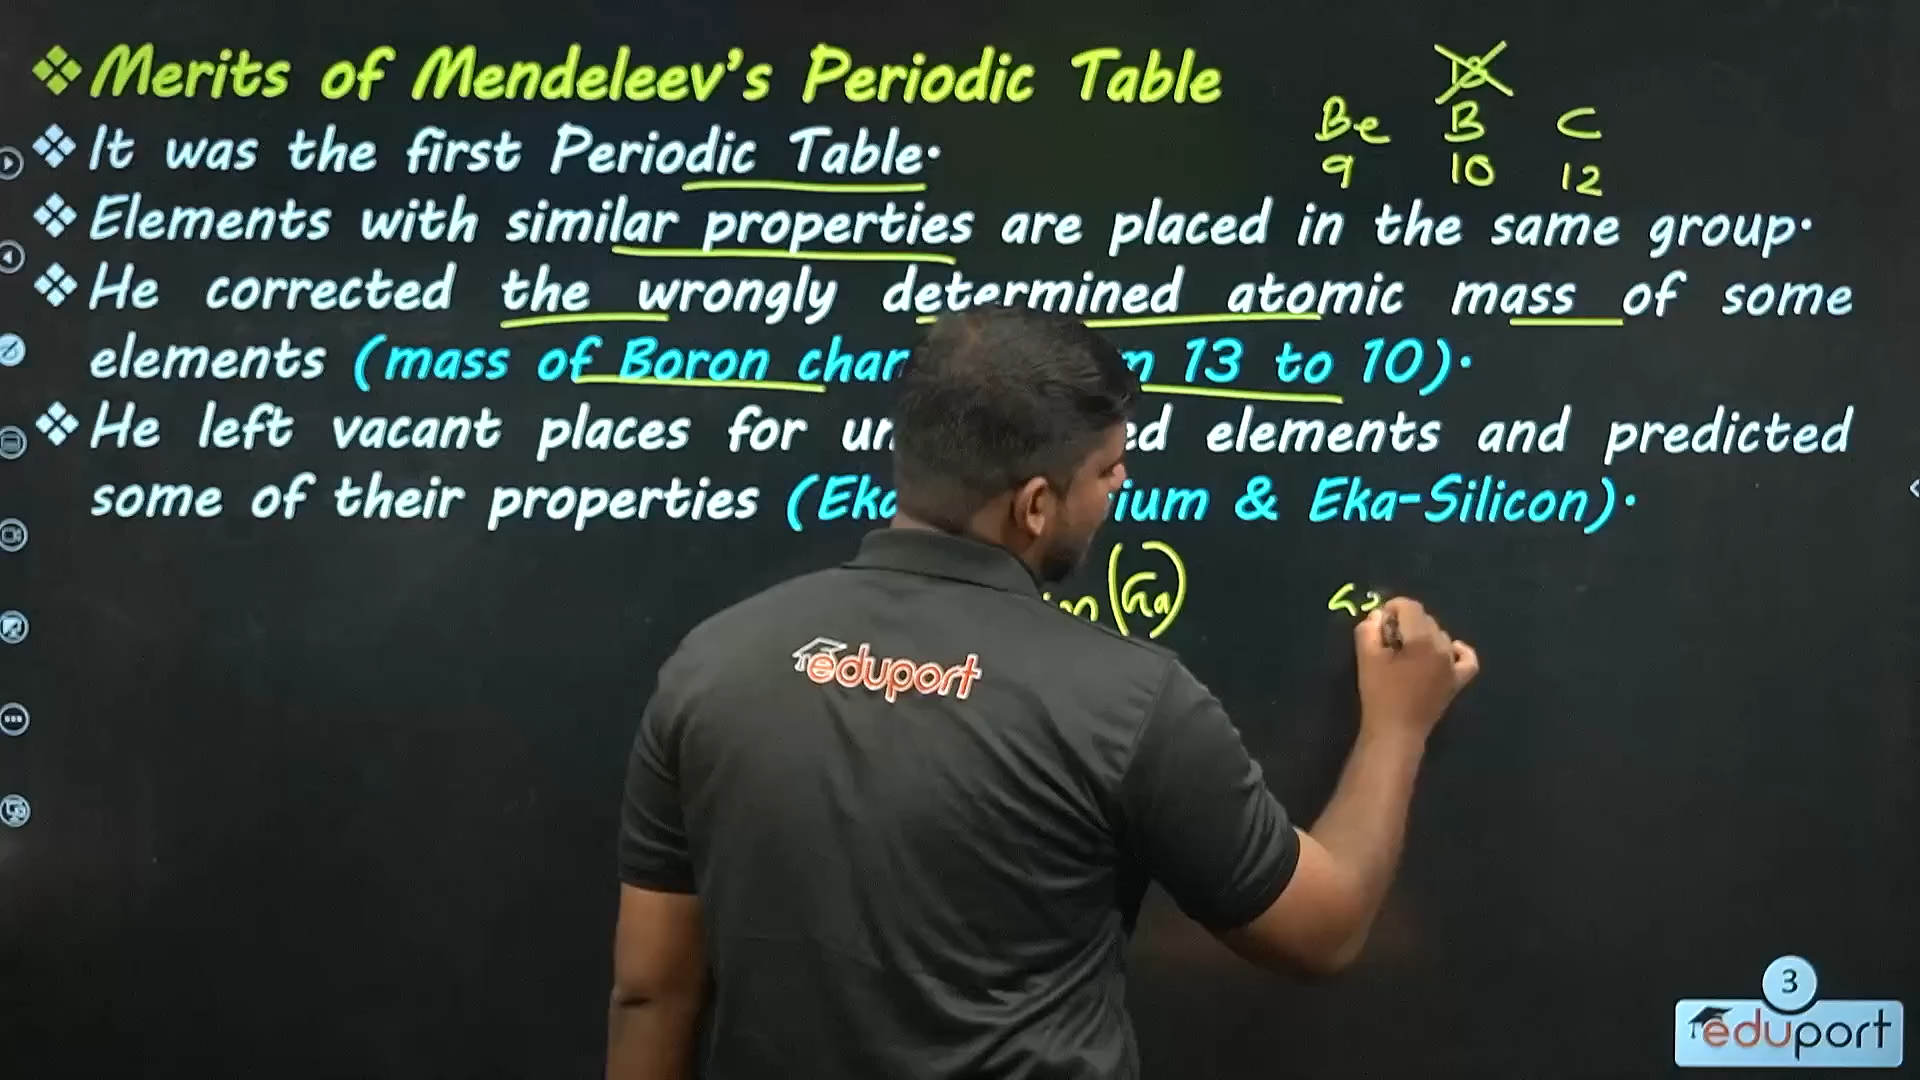 ❖ Merits of Mendeleev's Periodic Table
Be B C
9 10 12
❖ It was the first Periodic Table.
❖ Elements with similar properties are placed in the same group.
❖ He corrected the wrongly determined atomic mass of some
elements (mass of Boron char 13 to 10).
❖ He left vacant places for un ed elements and predicted
some of their properties (Eka ium & Eka-Silicon).
(Ga)
eduport
3
eduport